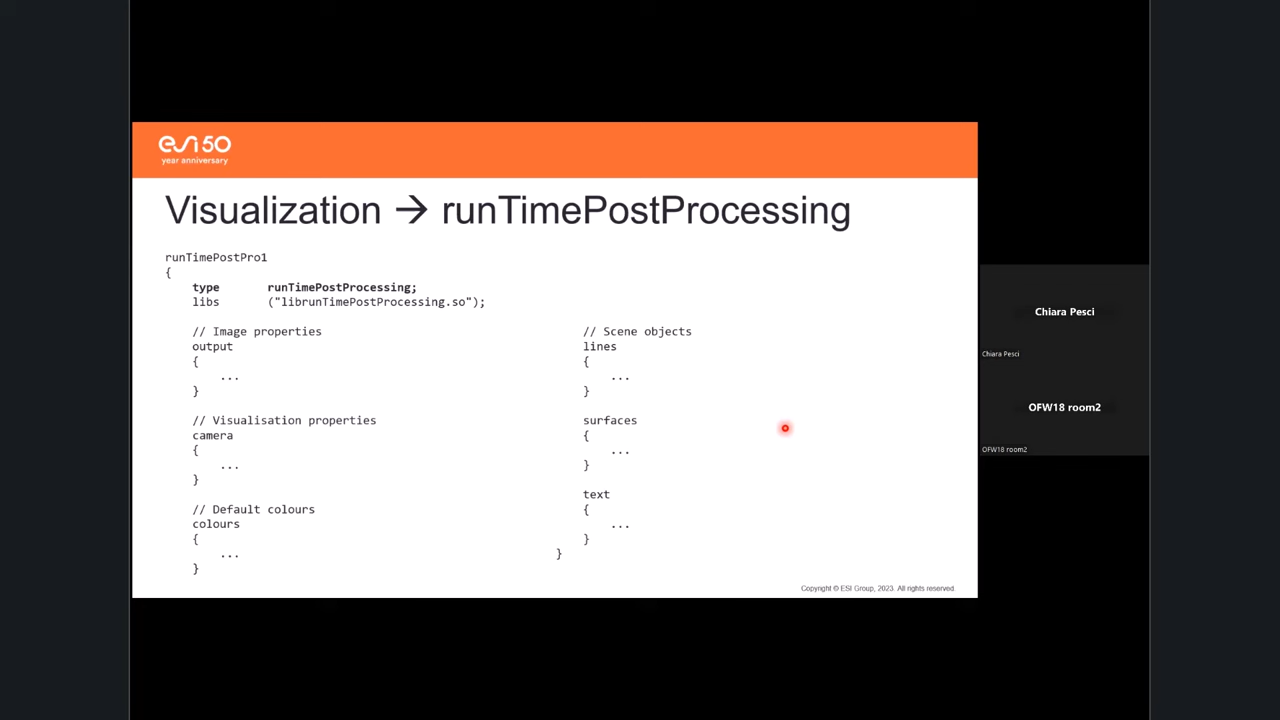 esi 50
year anniversary
Visualization → runTimePostProcessing
runTimePostPro1
{
type runTimePostProcessing;
libs ("librunTimePostProcessing.so");
// Image properties
output
{
...
}
// Visualisation properties
camera
{
...
}
// Default colours
colours
{
...
}
// Scene objects
lines
{
...
}
surfaces
{
...
}
text
{
...
}
}
Copyright © ESI Group, 2023. All rights reserved.
Chiara Pesci
Chiara Pesci
OFW18 room2
OFW18 room2